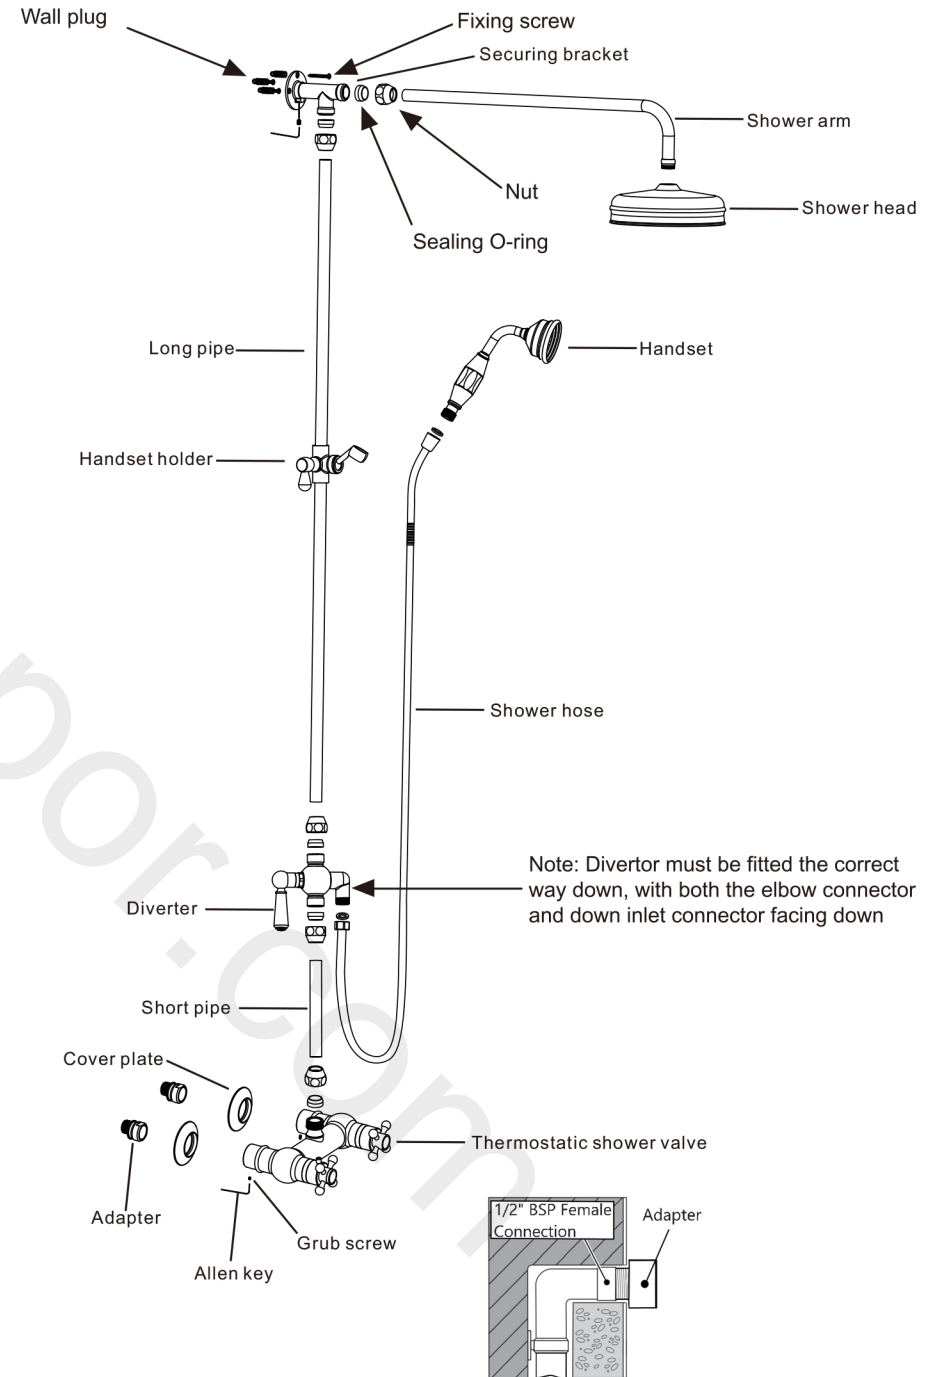 Wall plug
Fixing screw
Securing bracket
Shower arm
Nut
Shower head
Sealing O-ring
Long pipe
Handset
Handset holder
Shower hose
Note: Divertor must be fitted the correct
way down, with both the elbow connector
and down inlet connector facing down
Diverter
Short pipe
Cover plate
Thermostatic shower valve
Adapter
Grub screw
Allen key
1/2" BSP Female
Connection
Adapter
por.com